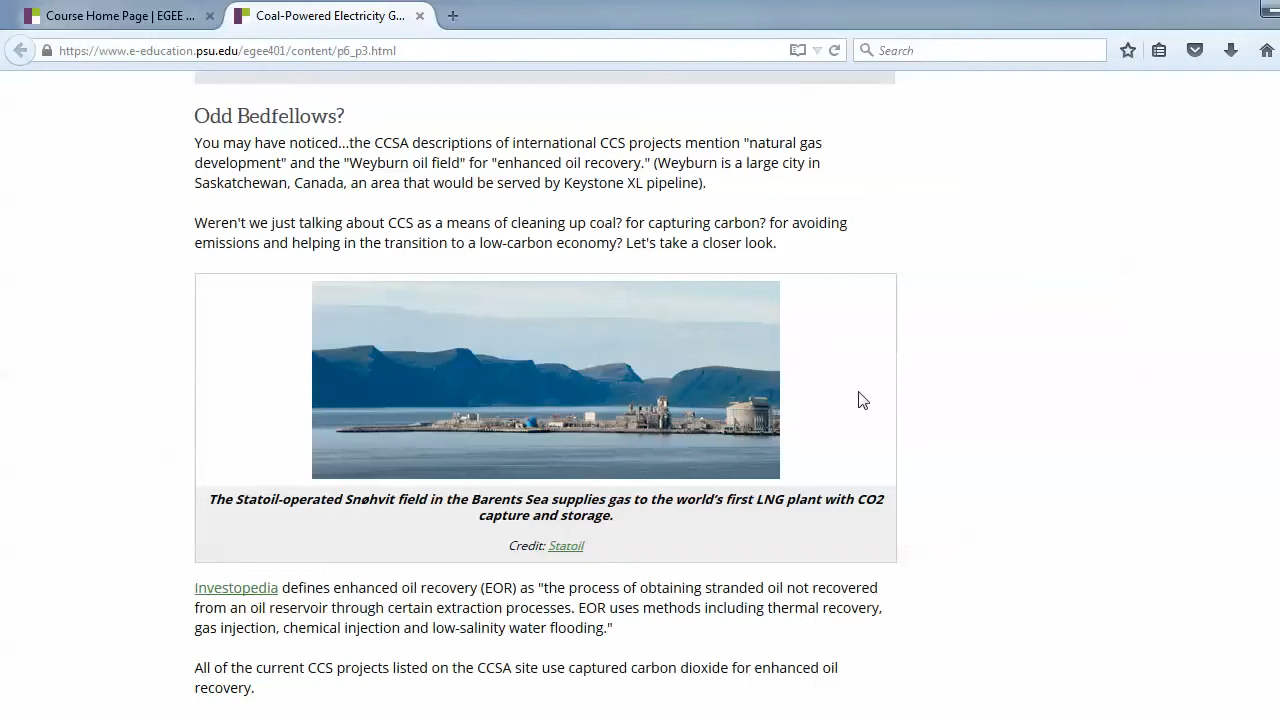 Course Home Page | EGEE ...
Coal-Powered Electricity G...
https://www.e-education.psu.edu/egee401/content/p6_p3.html
Search
Odd Bedfellows?
You may have noticed...the CCSA descriptions of international CCS projects mention "natural gas
development" and the "Weyburn oil field" for "enhanced oil recovery." (Weyburn is a large city in
Saskatchewan, Canada, an area that would be served by Keystone XL pipeline).
Weren't we just talking about CCS as a means of cleaning up coal? for capturing carbon? for avoiding
emissions and helping in the transition to a low-carbon economy? Let's take a closer look.
The Statoil-operated Snøhvit field in the Barents Sea supplies gas to the world's first LNG plant with CO2
capture and storage.
Credit: Statoil
Investopedia defines enhanced oil recovery (EOR) as "the process of obtaining stranded oil not recovered
from an oil reservoir through certain extraction processes. EOR uses methods including thermal recovery,
gas injection, chemical injection and low-salinity water flooding."
All of the current CCS projects listed on the CCSA site use captured carbon dioxide for enhanced oil
recovery.